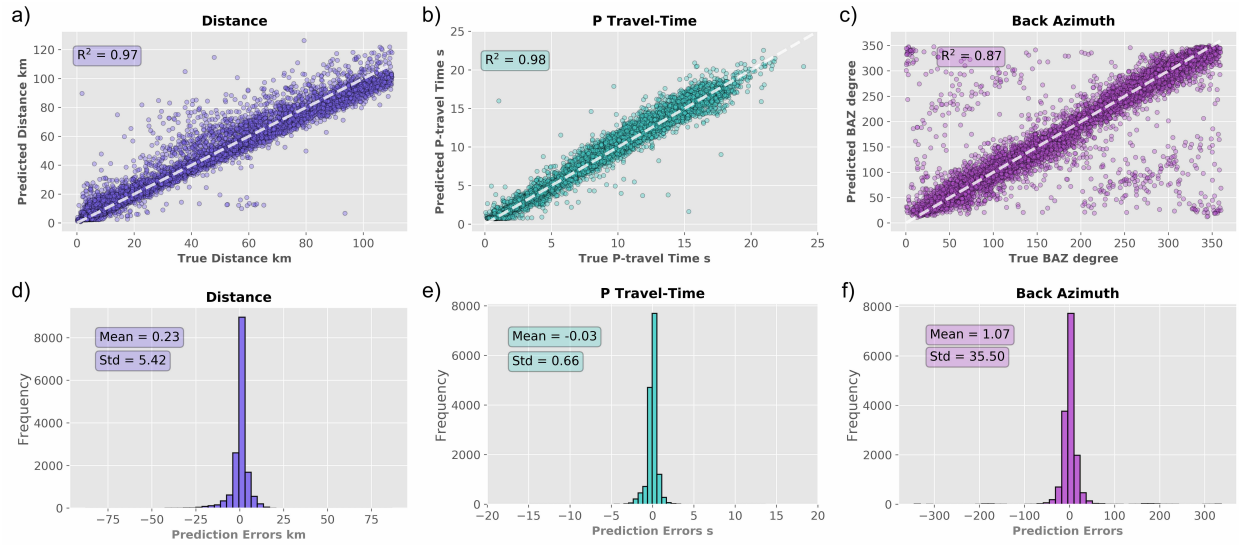 a)
Distance
R² = 0.97
Predicted Distance km
120
100
80
60
40
20
0
0 20 40 60 80 100
True Distance km
b)
P Travel-Time
R² = 0.98
Predicted P-travel Time s
25
20
15
10
5
0
0 5 10 15 20 25
True P-travel Time s
c)
Back Azimuth
R² = 0.87
Predicted BAZ degree
350
300
250
200
150
100
50
0
0 50 100 150 200 250 300 350
True BAZ degree
d)
Distance
Mean = 0.23
Std = 5.42
Frequency
8000
6000
4000
2000
0
−75 −50 −25 0 25 50 75
Prediction Errors km
e)
P Travel-Time
Mean = -0.03
Std = 0.66
Frequency
8000
6000
4000
2000
0
−20 −15 −10 −5 0 5 10 15 20
Prediction Errors s
f)
Back Azimuth
Mean = 1.07
Std = 35.50
Frequency
8000
6000
4000
2000
0
−300 −200 −100 0 100 200 300
Prediction Errors